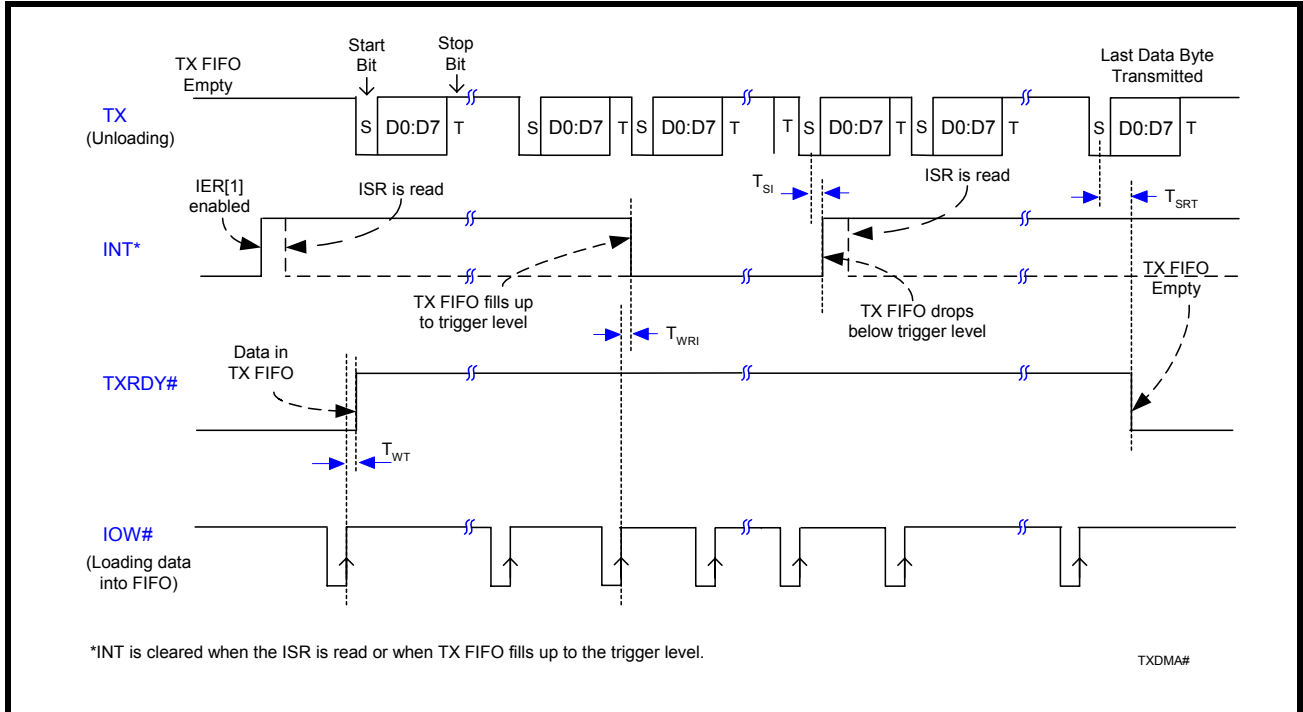 Start
Bit
Stop
Bit
TX FIFO
Empty
Last Data Byte
Transmitted
TX
(Unloading)
S D0:D7 T S D0:D7 T S D0:D7 T T S D0:D7 T S D0:D7 T S D0:D7 T
IER[1]
enabled
ISR is read
TSI
ISR is read
TSRT
INT*
TX FIFO fills up
to trigger level
TX FIFO drops
below trigger level
TX FIFO
Empty
TWRI
Data in
TX FIFO
TXRDY#
TWT
IOW#
(Loading data
into FIFO)
*INT is cleared when the ISR is read or when TX FIFO fills up to the trigger level.
TXDMA#